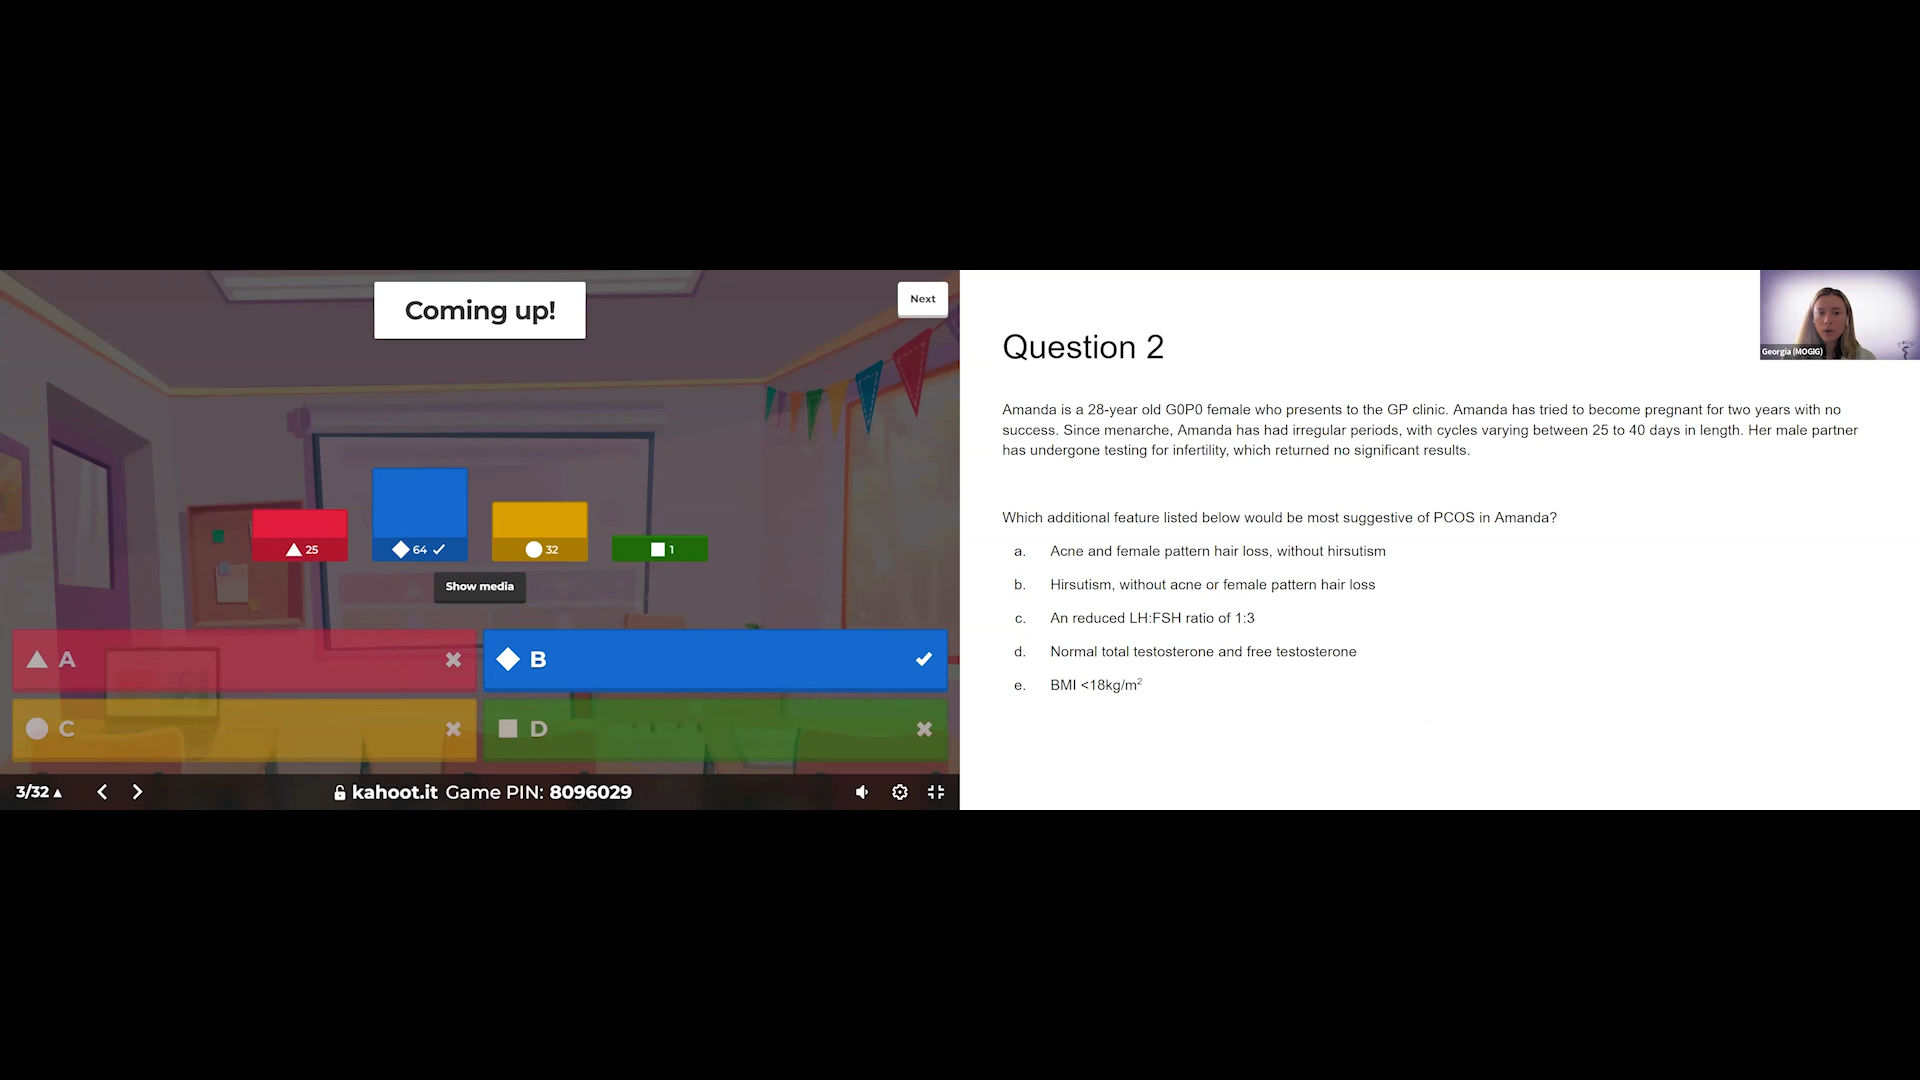 Coming up!
Next
25
64
32
1
Show media
A
B
C
D
3/32
kahoot.it Game PIN: 8096029
Georgia (MOGIG)
Question 2
Amanda is a 28-year old G0P0 female who presents to the GP clinic. Amanda has tried to become pregnant for two years with no
success. Since menarche, Amanda has had irregular periods, with cycles varying between 25 to 40 days in length. Her male partner
has undergone testing for infertility, which returned no significant results.
Which additional feature listed below would be most suggestive of PCOS in Amanda?
a. Acne and female pattern hair loss, without hirsutism
b. Hirsutism, without acne or female pattern hair loss
c. An reduced LH:FSH ratio of 1:3
d. Normal total testosterone and free testosterone
e. BMI <18kg/m²